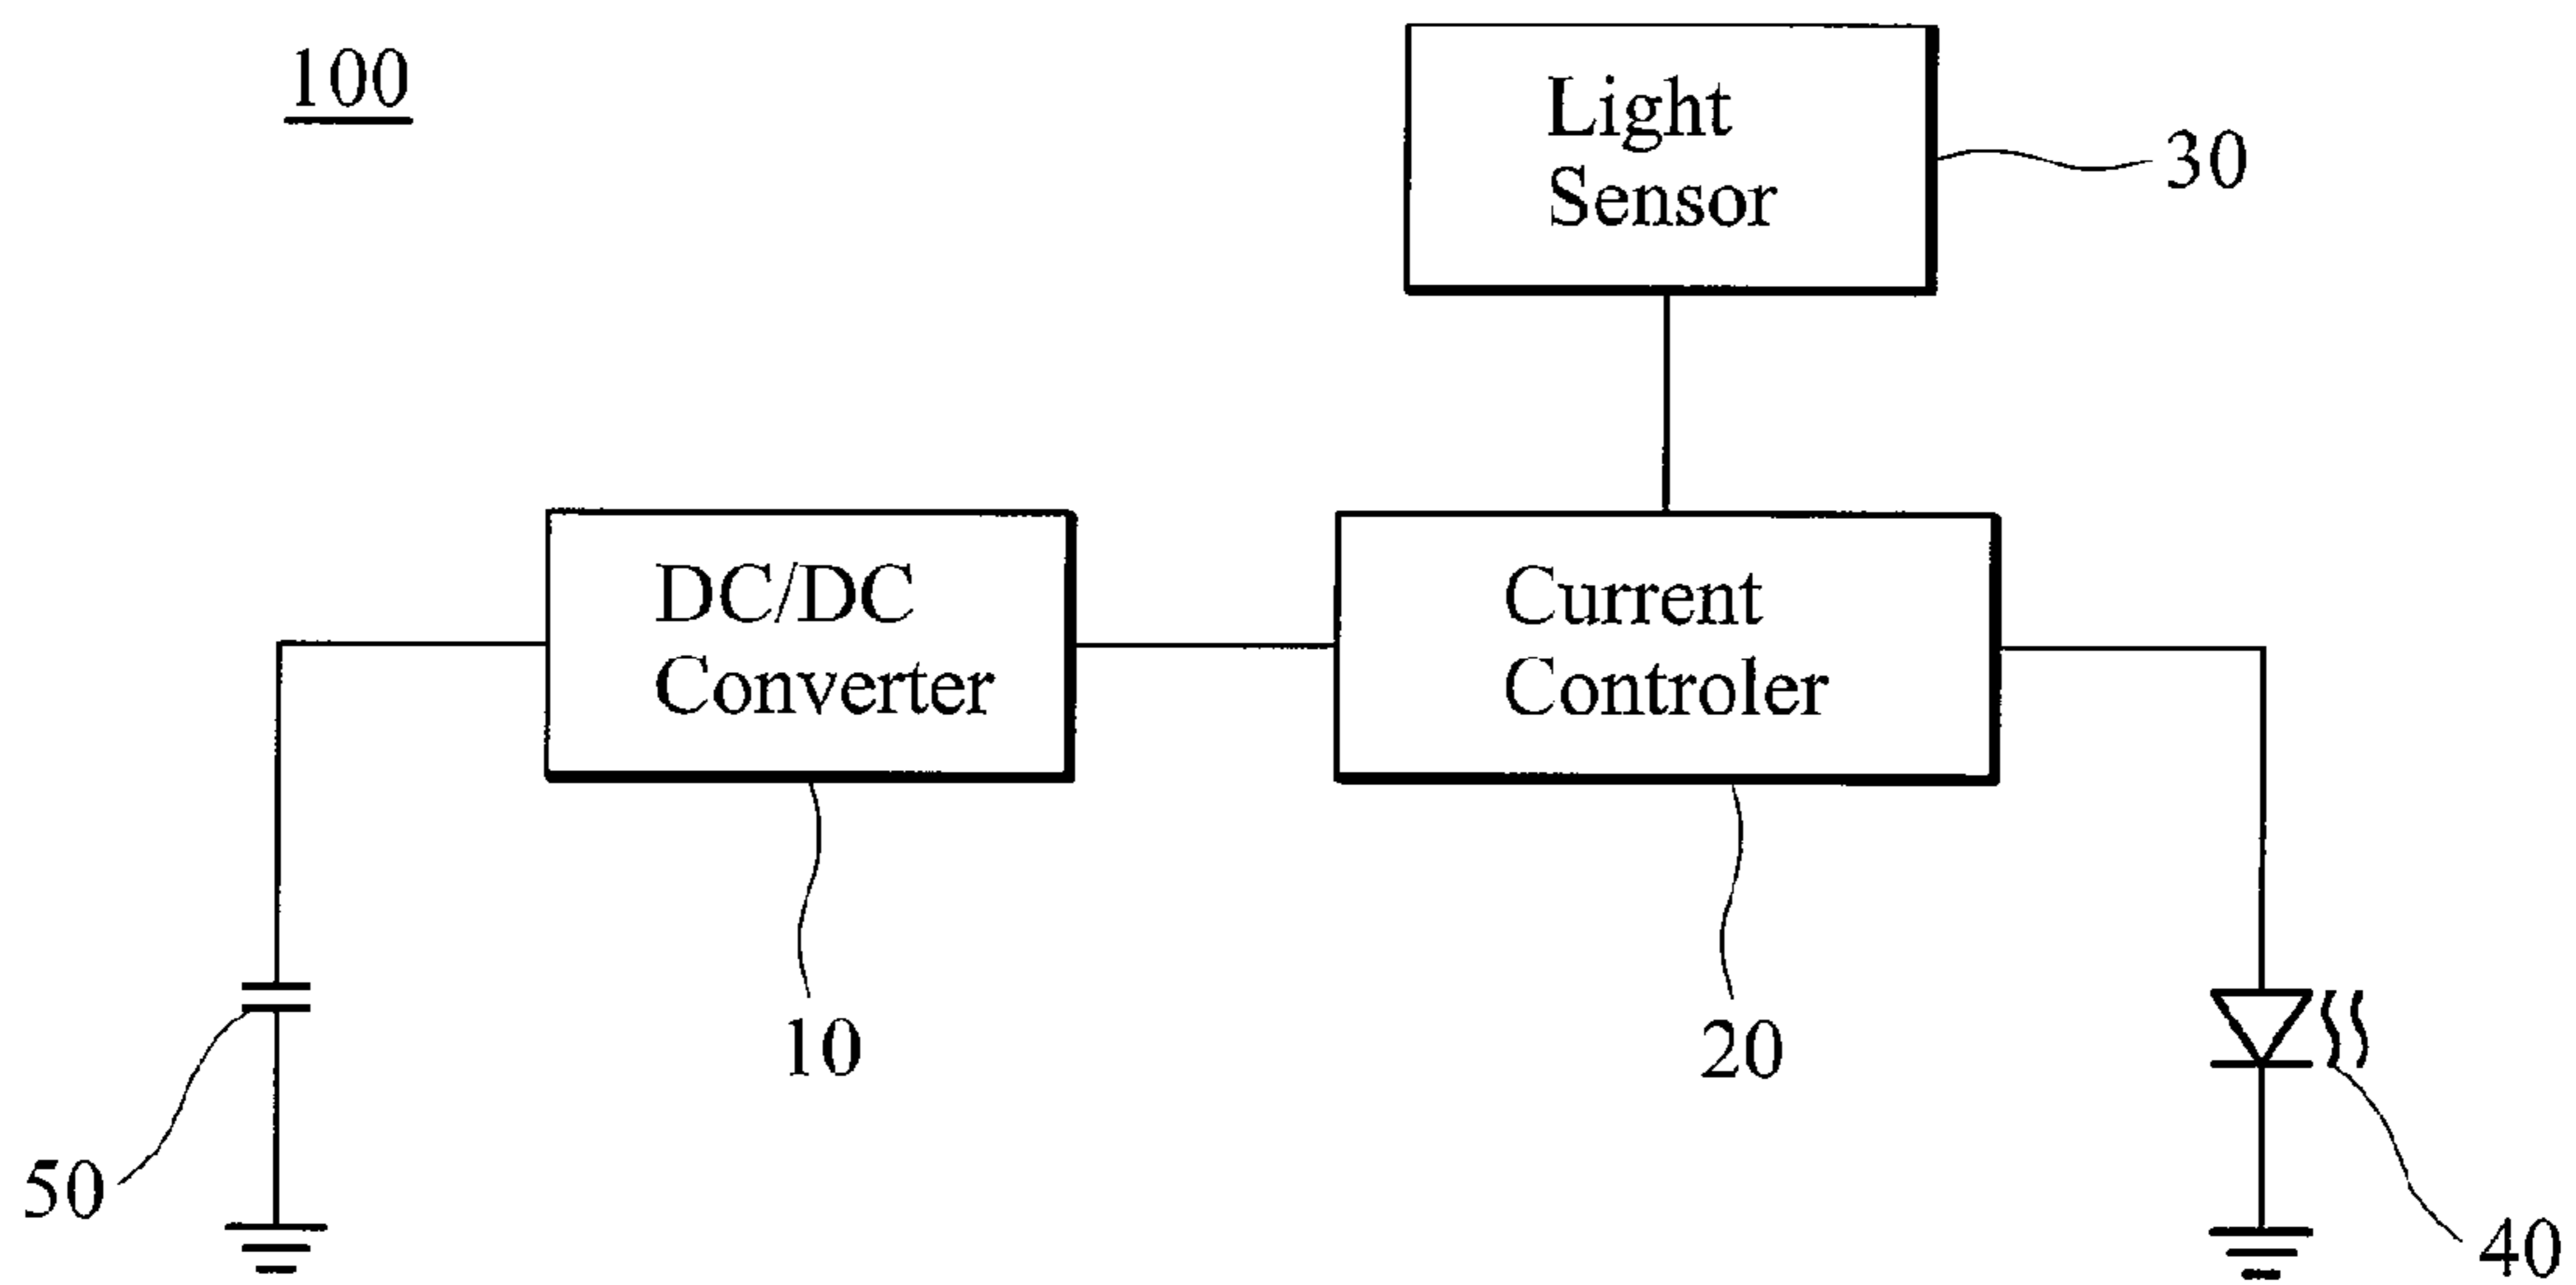 100
Light
Sensor
30
DC/DC
Converter
Current
Controler
10
20
50
40